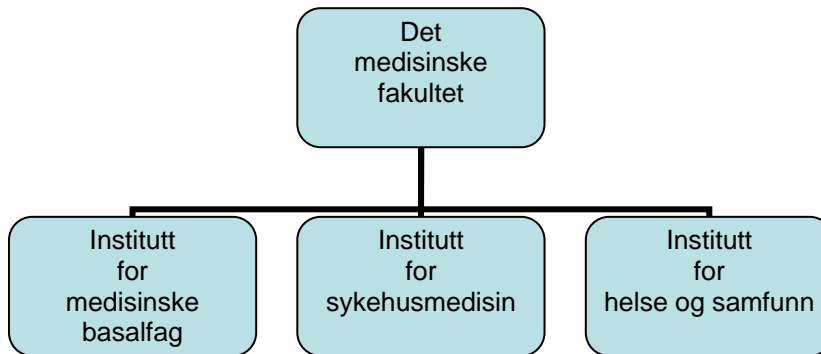 Det
medisinske
fakultet
Institutt
for
medisinske
basalfag
Institutt
for
sykehusmedisin
Institutt
for
helse og samfunn